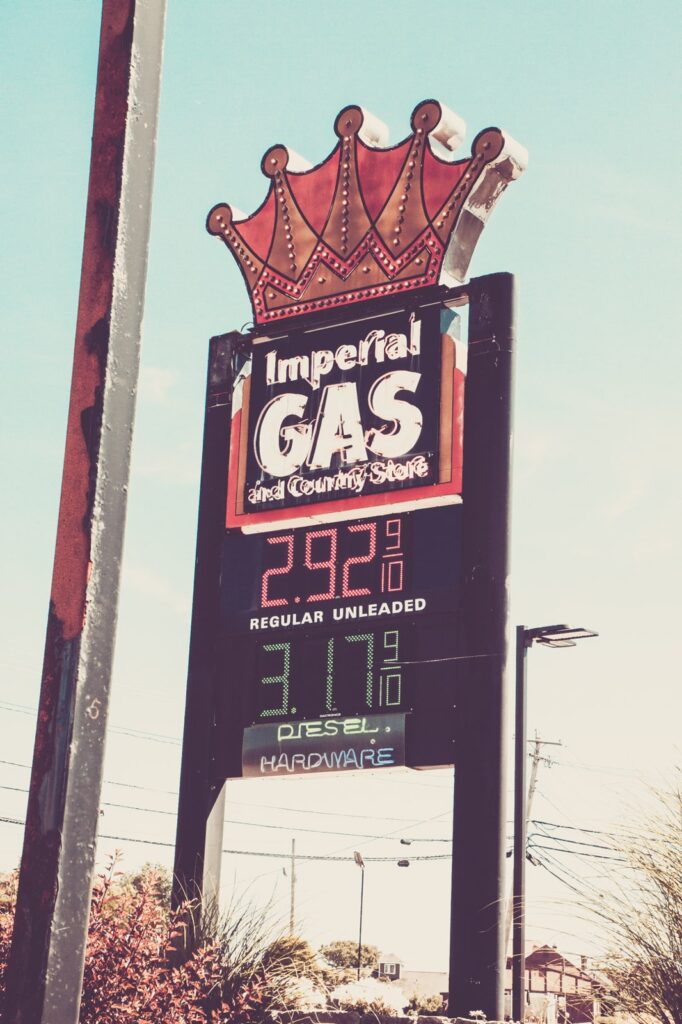 Imperial
GAS
and Country Store
2.92 9/10
REGULAR UNLEADED
3.17 9/10
DIESEL.
HARDWARE